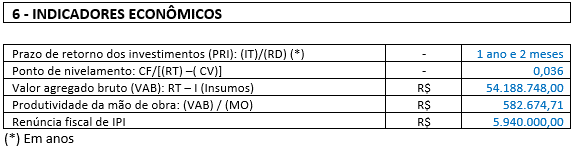 6 - INDICADORES ECONÔMICOS
Prazo de retorno dos investimentos (PRI): (IT)/(RD) (*) - 1 ano e 2 meses
Ponto de nivelamento: CF/[(RT) –( CV)] - 0,036
Valor agregado bruto (VAB): RT – I (Insumos) R$ 54.188.748,00
Produtividade da mão de obra: (VAB) / (MO) R$ 582.674,71
Renúncia fiscal de IPI R$ 5.940.000,00
(*) Em anos